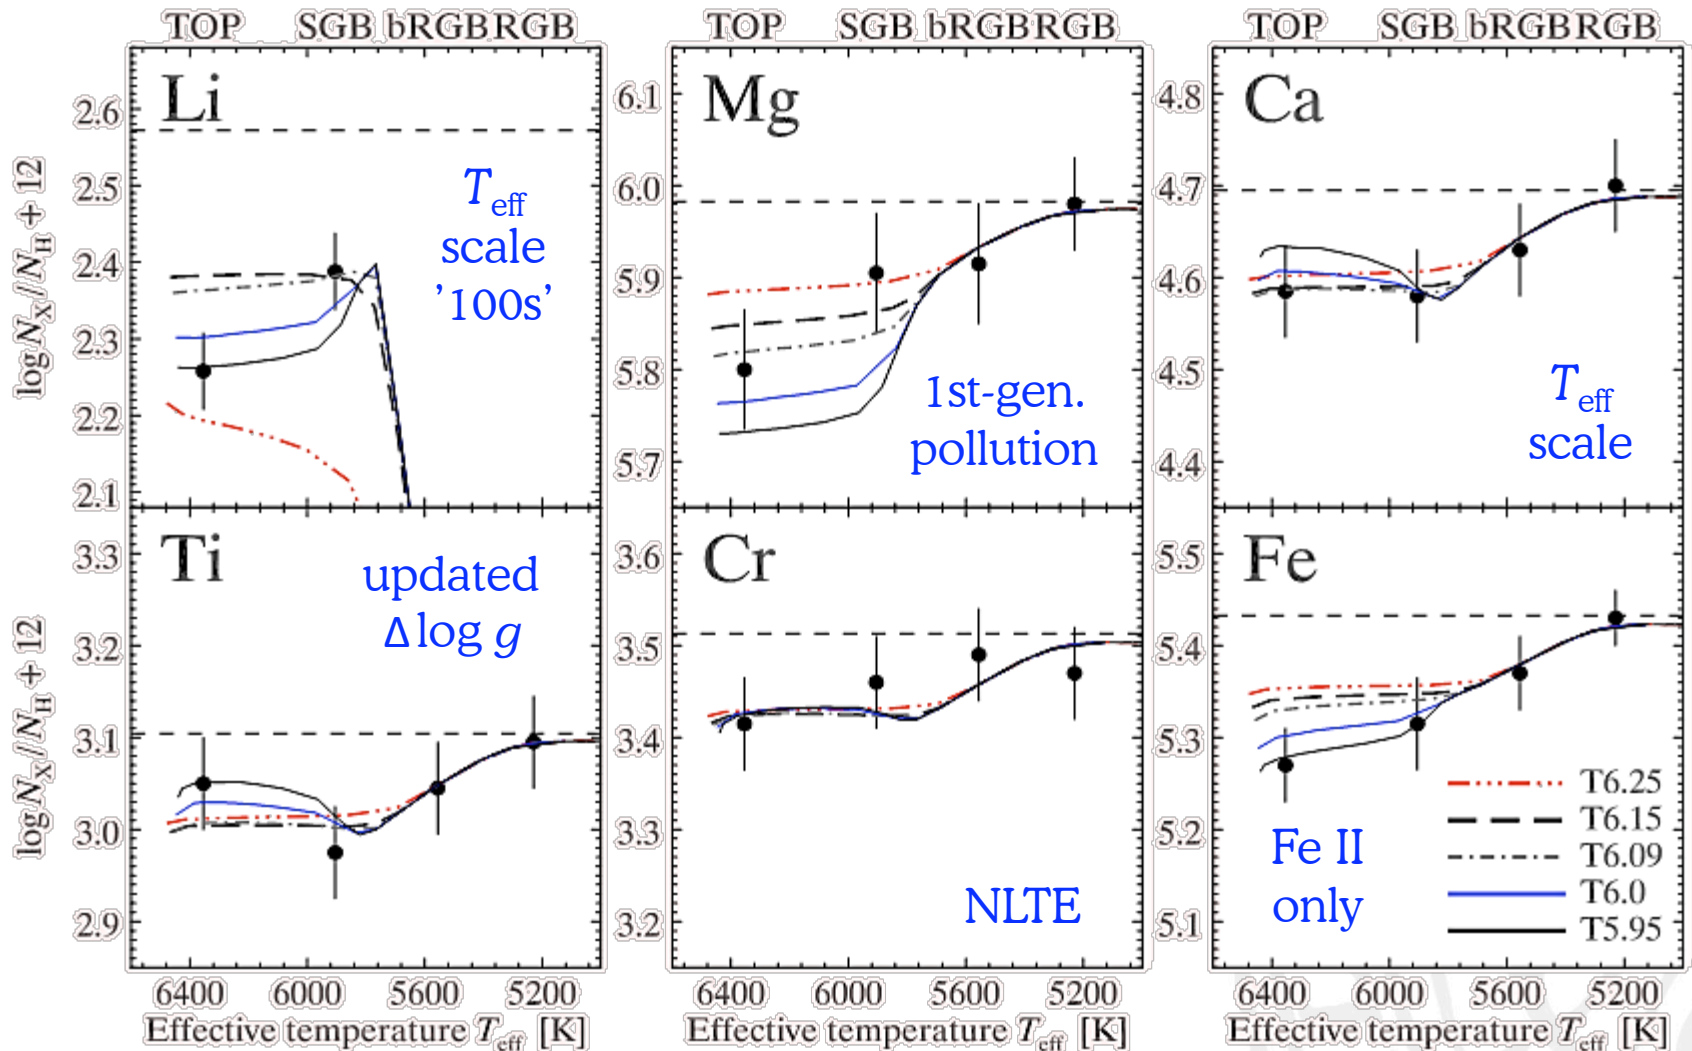 TOP SGB bRGB RGB
TOP SGB bRGB RGB
TOP SGB bRGB RGB
Li
2.6
2.5
2.4
2.3
2.2
2.1
log N_X/N_H + 12
T_eff
scale
'100s'
Mg
6.1
6.0
5.9
5.8
5.7
1st-gen.
pollution
Ca
4.8
4.7
4.6
4.5
4.4
T_eff
scale
Ti
3.3
3.2
3.1
3.0
2.9
log N_X/N_H + 12
updated
Δ log g
Cr
3.6
3.5
3.4
3.3
3.2
NLTE
Fe
5.5
5.4
5.3
5.2
5.1
Fe II
only
T6.25
T6.15
T6.09
T6.0
T5.95
6400 6000 5600 5200
6400 6000 5600 5200
6400 6000 5600 5200
Effective temperature T_eff [K]
Effective temperature T_eff [K]
Effective temperature T_eff [K]